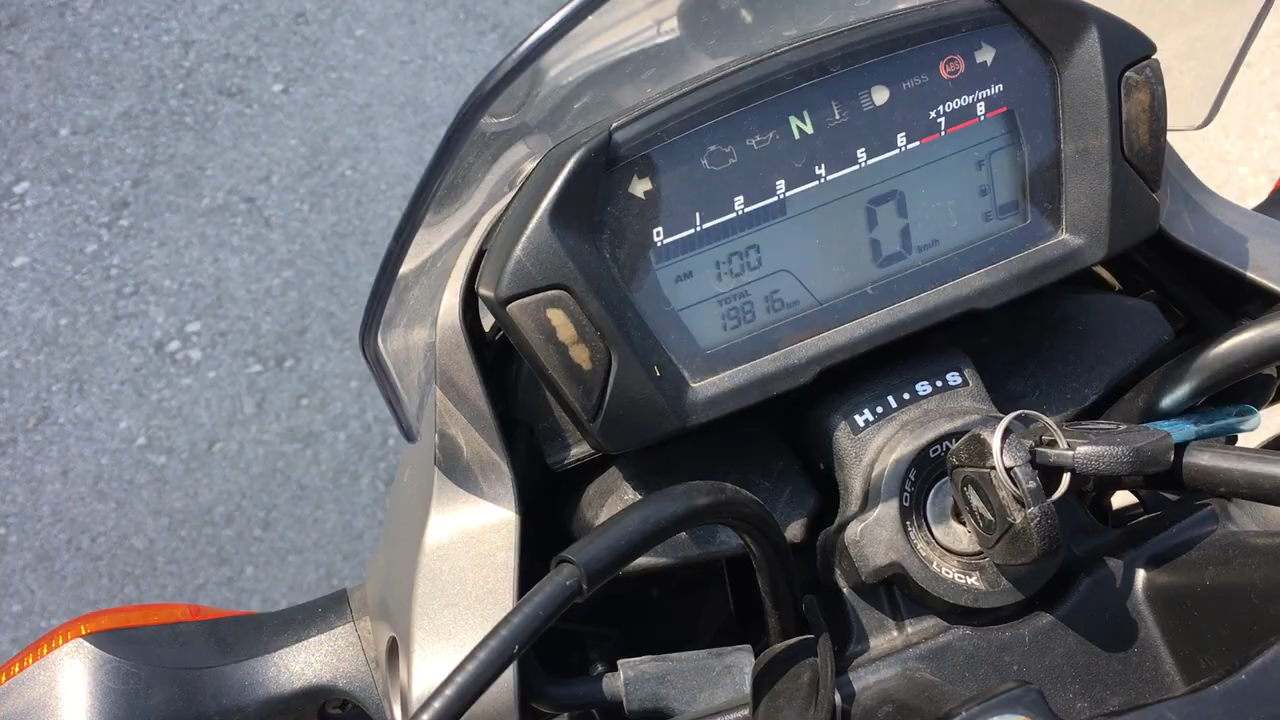 HISS ABS
N
x1000r/min
0 1 2 3 4 5 6 7 8
F
E
AM 1:00
0 km/h
TOTAL
19816 km
H·I·S·S
ON
OFF
LOCK